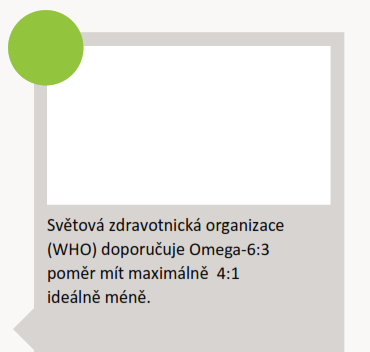 Světová zdravotnická organizace
(WHO) doporučuje Omega-6:3
poměr mít maximálně  4:1
ideálně méně.